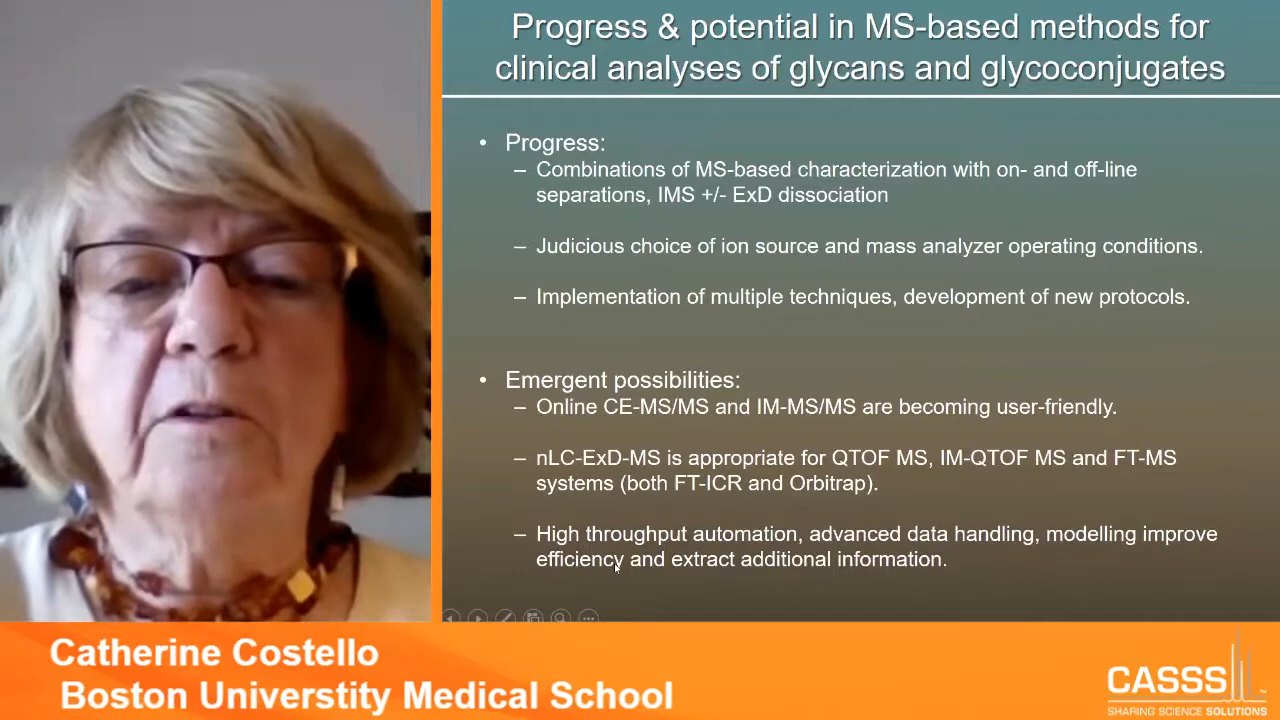 Progress & potential in MS-based methods for
clinical analyses of glycans and glycoconjugates
• Progress:
– Combinations of MS-based characterization with on- and off-line
separations, IMS +/- ExD dissociation
– Judicious choice of ion source and mass analyzer operating conditions.
– Implementation of multiple techniques, development of new protocols.
• Emergent possibilities:
– Online CE-MS/MS and IM-MS/MS are becoming user-friendly.
– nLC-ExD-MS is appropriate for QTOF MS, IM-QTOF MS and FT-MS
systems (both FT-ICR and Orbitrap).
– High throughput automation, advanced data handling, modelling improve
efficiency and extract additional information.
Catherine Costello
Boston Universtity Medical School
CASSS
SHARING SCIENCE SOLUTIONS